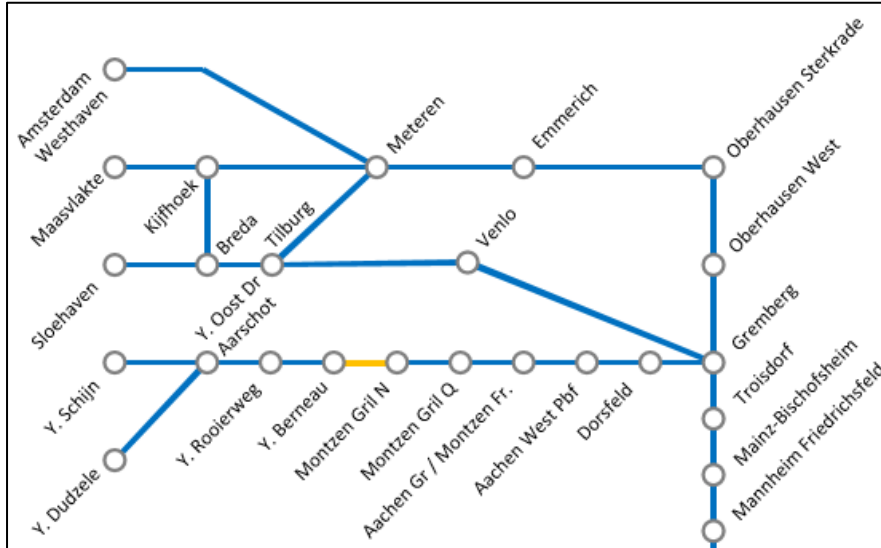 Amsterdam
Westhaven
Meteren
Emmerich
Oberhausen Sterkrade
Maasvlakte
Kijfhoek
Oberhausen West
Sloehaven
Breda
Tilburg
Venlo
Gremberg
Y. Schijn
Y. Oost Dr
Aarschot
Troisdorf
Y. Dudzele
Y. Rooierweg
Y. Berneau
Montzen Gril N
Montzen Gril Q
Aachen Gr / Montzen Fr.
Aachen West Pbf
Dorsfeld
Mainz-Bischofsheim
Mannheim Friedrichsfeld